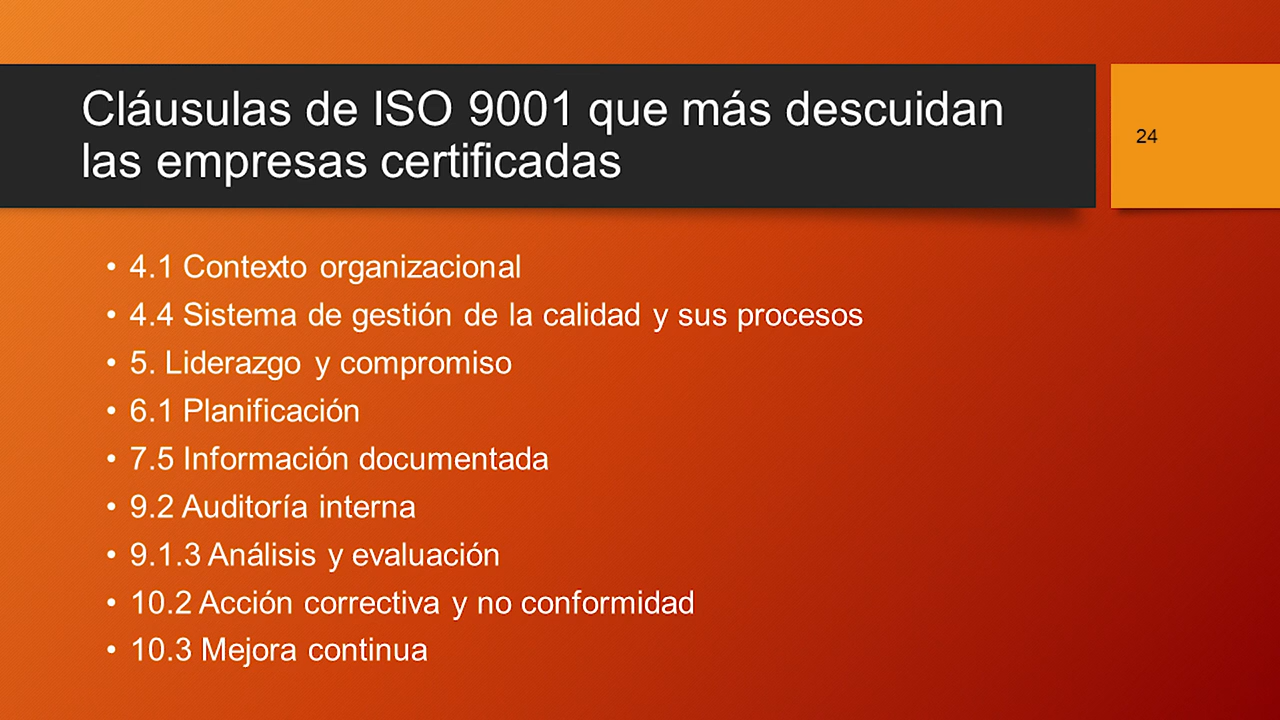 Cláusulas de ISO 9001 que más descuidan
las empresas certificadas
24
• 4.1 Contexto organizacional
• 4.4 Sistema de gestión de la calidad y sus procesos
• 5. Liderazgo y compromiso
• 6.1 Planificación
• 7.5 Información documentada
• 9.2 Auditoría interna
• 9.1.3 Análisis y evaluación
• 10.2 Acción correctiva y no conformidad
• 10.3 Mejora continua